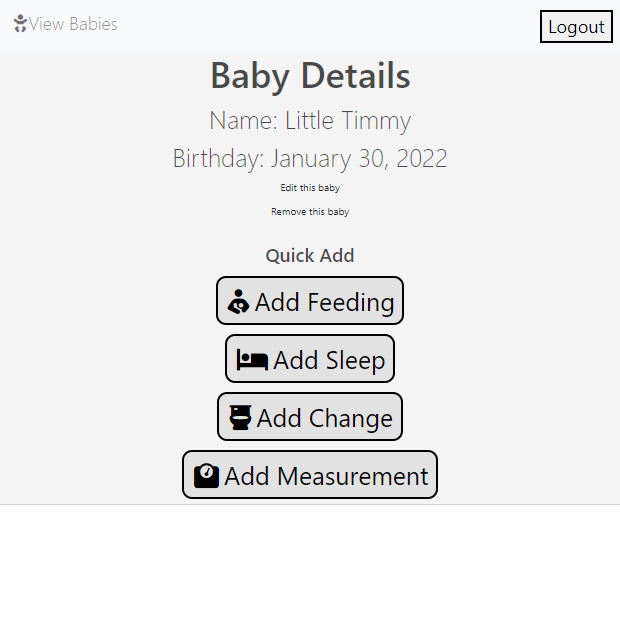 View Babies
Logout
Baby Details
Name: Little Timmy
Birthday: January 30, 2022
Edit this baby
Remove this baby
Quick Add
Add Feeding
Add Sleep
Add Change
Add Measurement